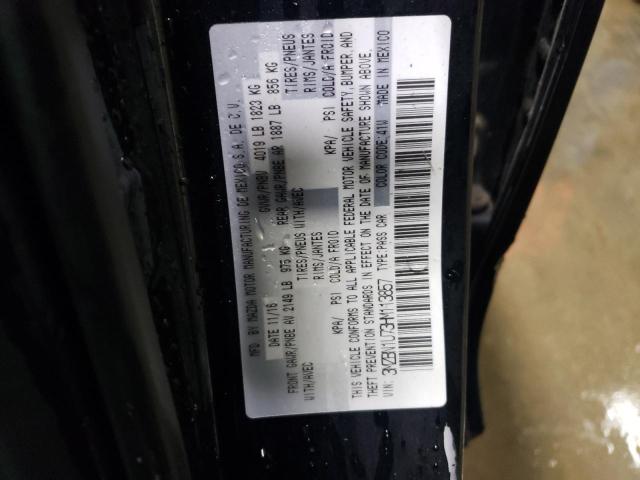 MFD. BY MAZDA MOTOR MANUFACTURING DE MEXICO S.A. DE C.V.
DATE 11/16 GVWR/PNBV 4019 LB 1823 KG
FRONT GAWR/PNBE AV 2149 LB 975 KG REAR GAWR/PNBE AR 1887 LB 856 KG
WITH/AVEC TIRES/PNEUS WITH/AVEC TIRES/PNEUS
RIMS/JANTES RIMS/JANTES
KPA/ PSI COLD/A FROID KPA/ PSI COLD/A FROID
THIS VEHICLE CONFORMS TO ALL APPLICABLE FEDERAL MOTOR VEHICLE SAFETY, BUMPER, AND
THEFT PREVENTION STANDARDS IN EFFECT ON THE DATE OF MANUFACTURE SHOWN ABOVE.
VIN: 3MZBN1U73HM113857 TYPE:PASS CAR COLOR CODE:41W MADE IN MEXICO